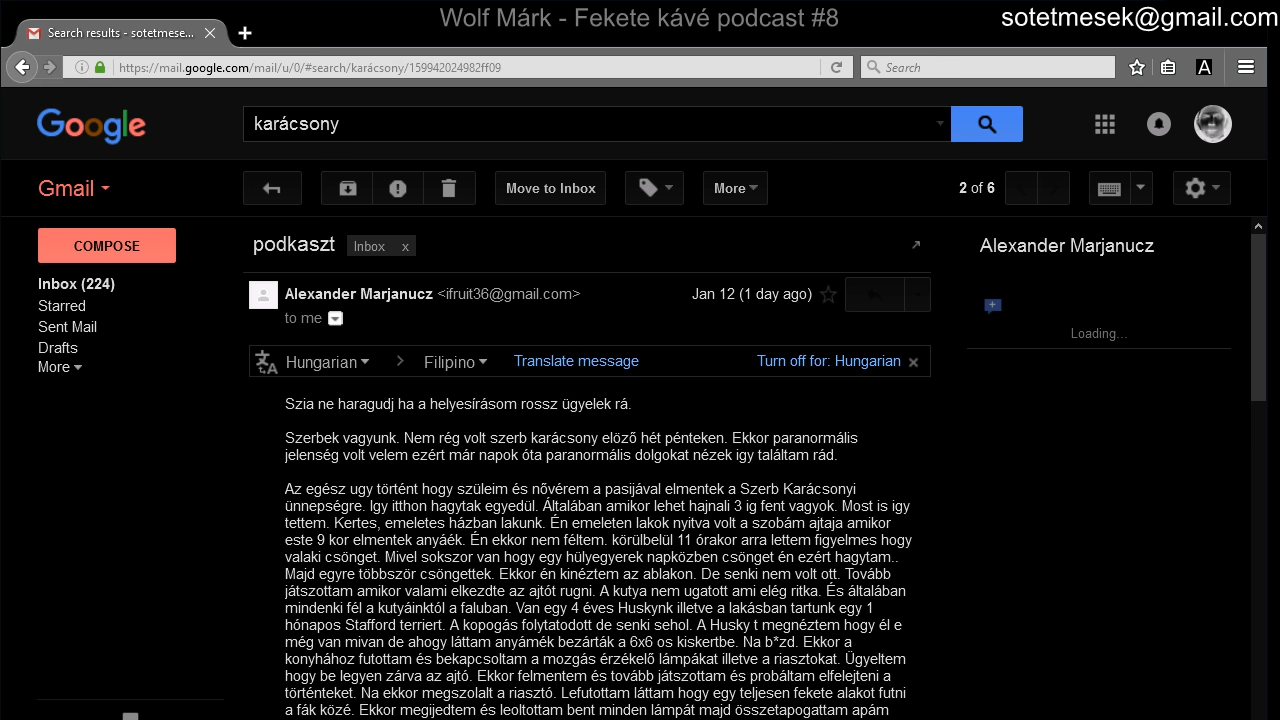 Wolf Márk - Fekete kávé podcast #8
sotetmesek@gmail.com
Search results - sotetmese...
https://mail.google.com/mail/u/0/#search/karácsony/159942024982ff09
Search
A
Google
karácsony
Gmail
Move to Inbox
More
2 of 6
COMPOSE
podkaszt
Inbox x
Alexander Marjanucz
Inbox (224)
Starred
Sent Mail
Drafts
More
Alexander Marjanucz <ifruit36@gmail.com>
Jan 12 (1 day ago)
to me
Loading...
Hungarian
Filipino
Translate message
Turn off for: Hungarian
Szia ne haragudj ha a helyesírásom rossz ügyelek rá.
Szerbek vagyunk. Nem rég volt szerb karácsony elöző hét pénteken. Ekkor paranormális
jelenség volt velem ezért már napok óta paranormális dolgokat nézek igy találtam rád.
Az egész ugy történt hogy szüleim és nővérem a pasijával elmentek a Szerb Karácsonyi
ünnepségre. Igy itthon hagytak egyedül. Általában amikor lehet hajnali 3 ig fent vagyok. Most is igy
tettem. Kertes, emeletes házban lakunk. Én emeleten lakok nyitva volt a szobám ajtaja amikor
este 9 kor elmentek anyáék. Én ekkor nem féltem. körülbelül 11 órakor arra lettem figyelmes hogy
valaki csönget. Mivel sokszor van hogy egy hülyegyerek napközben csönget én ezért hagytam..
Majd egyre többször csöngettek. Ekkor én kinéztem az ablakon. De senki nem volt ott. Tovább
játszottam amikor valami elkezdte az ajtót rugni. A kutya nem ugatott ami elég ritka. És általában
mindenki fél a kutyáinktól a faluban. Van egy 4 éves Huskynk illetve a lakásban tartunk egy 1
hónapos Stafford terriert. A kopogás folytatodott de senki sehol. A Husky t megnéztem hogy él e
még van mivan de ahogy láttam anyámék bezárták a 6x6 os kiskertbe. Na b*zd. Ekkor a
konyhához futottam és bekapcsoltam a mozgás érzékelő lámpákat illetve a riasztokat. Ügyeltem
hogy be legyen zárva az ajtó. Ekkor felmentem és tovább játszottam és probáltam elfelejteni a
történteket. Na ekkor megszolalt a riasztó. Lefutottam láttam hogy egy teljesen fekete alakot futni
a fák közé. Ekkor megijedtem és leoltottam bent minden lámpát majd összetapogattam apám